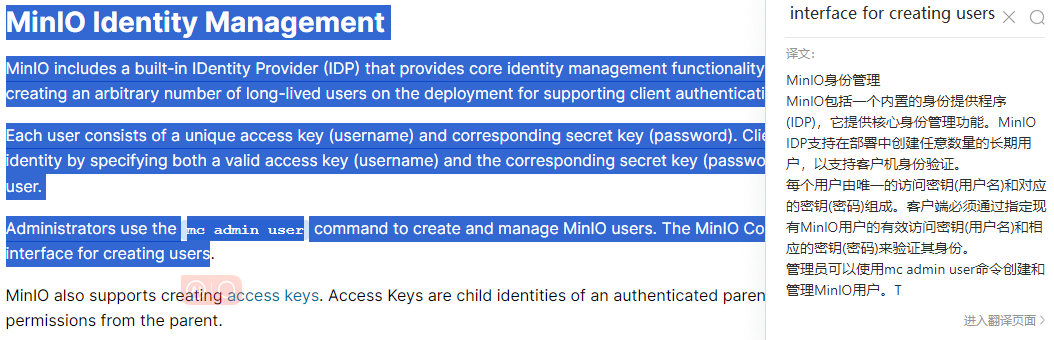 MinIO Identity Management
MinIO includes a built-in IDentity Provider (IDP) that provides core identity management functionality
creating an arbitrary number of long-lived users on the deployment for supporting client
Each user consists of a unique access key (username) and corresponding secret key (password).
identity by specifying both a valid access key (username) and the corresponding secret key
user.
Administrators use the mc admin user command to create and manage MinIO users. The MinIO
interface for creating users.
MinIO also supports creating access keys. Access Keys are child identities of an authenticated
permissions from the parent.
interface for creating users
译文:
MinIO身份管理
MinIO包括一个内置的身份提供程序
(IDP)，它提供核心身份管理功能。MinIO
IDP支持在部署中创建任意数量的长期用
户，以支持客户机身份验证。
每个用户由唯一的访问密钥(用户名)和对应
的密钥(密码)组成。客户端必须通过指定现
有MinIO用户的有效访问密钥(用户名)和相
应的密钥(密码)来验证其身份。
管理员可以使用mc admin user命令创建和
管理MinIO用户。T
进入翻译页面